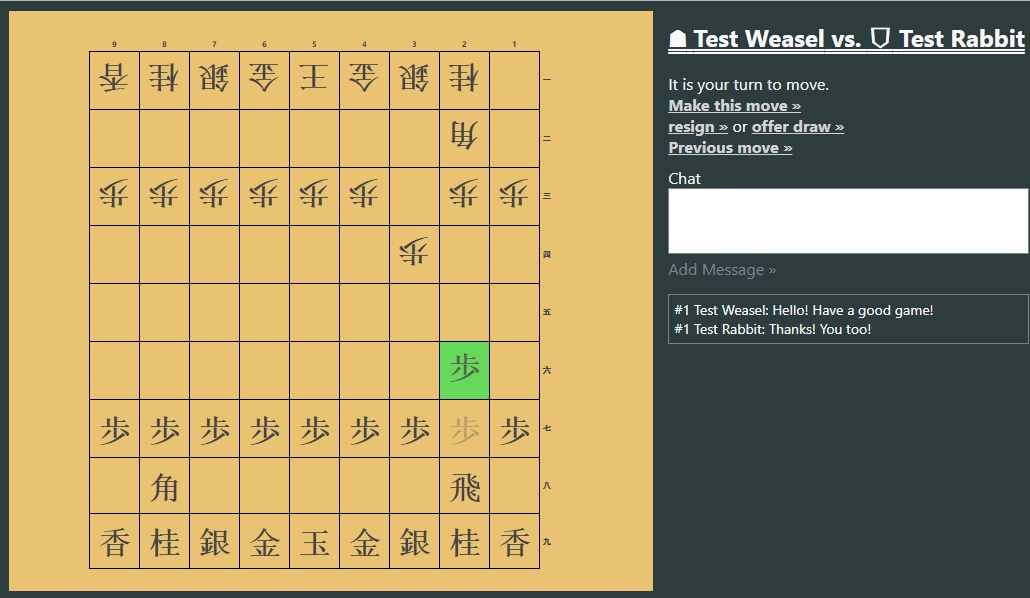 9 8 7 6 5 4 3 2 1
香 桂 銀 金 王 金 銀 桂 一
角 二
歩 歩 歩 歩 歩 歩 歩 歩 三
歩 四
五
歩 六
歩 歩 歩 歩 歩 歩 歩 歩 歩 七
角 飛 八
香 桂 銀 金 玉 金 銀 桂 香 九
☗ Test Weasel vs. ⛉ Test Rabbit
It is your turn to move.
Make this move »
resign » or offer draw »
Previous move »
Chat
Add Message »
#1 Test Weasel: Hello! Have a good game!
#1 Test Rabbit: Thanks! You too!